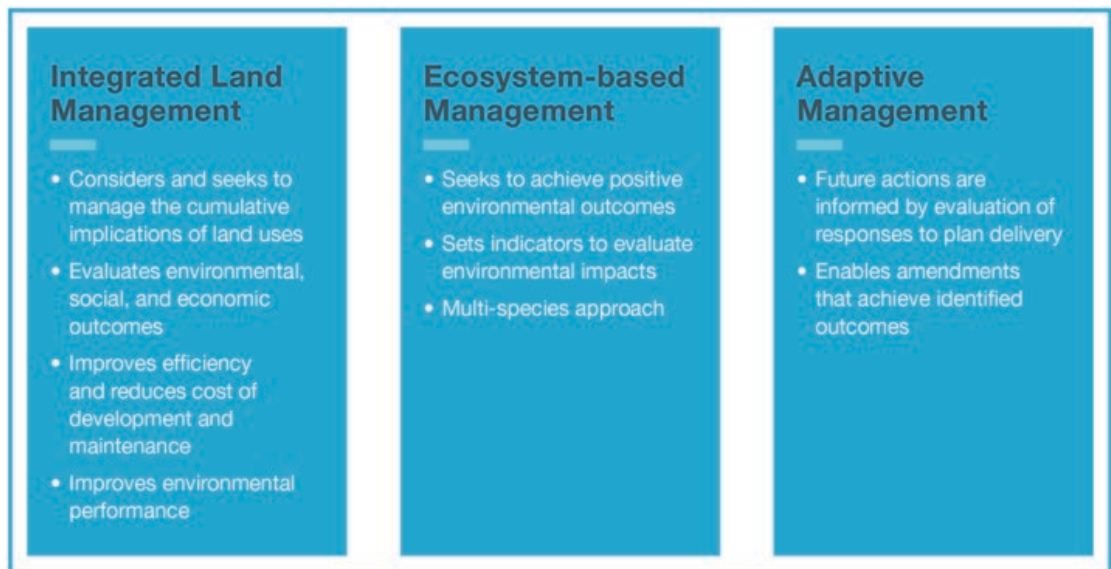 Integrated Land
Management
• Considers and seeks to
manage the cumulative
implications of land uses
• Evaluates environmental,
social, and economic
outcomes
• Improves efficiency
and reduces cost of
development and
maintenance
• Improves environmental
performance
Ecosystem-based
Management
• Seeks to achieve positive
environmental outcomes
• Sets indicators to evaluate
environmental impacts
• Multi-species approach
Adaptive
Management
• Future actions are
informed by evaluation of
responses to plan delivery
• Enables amendments
that achieve identified
outcomes